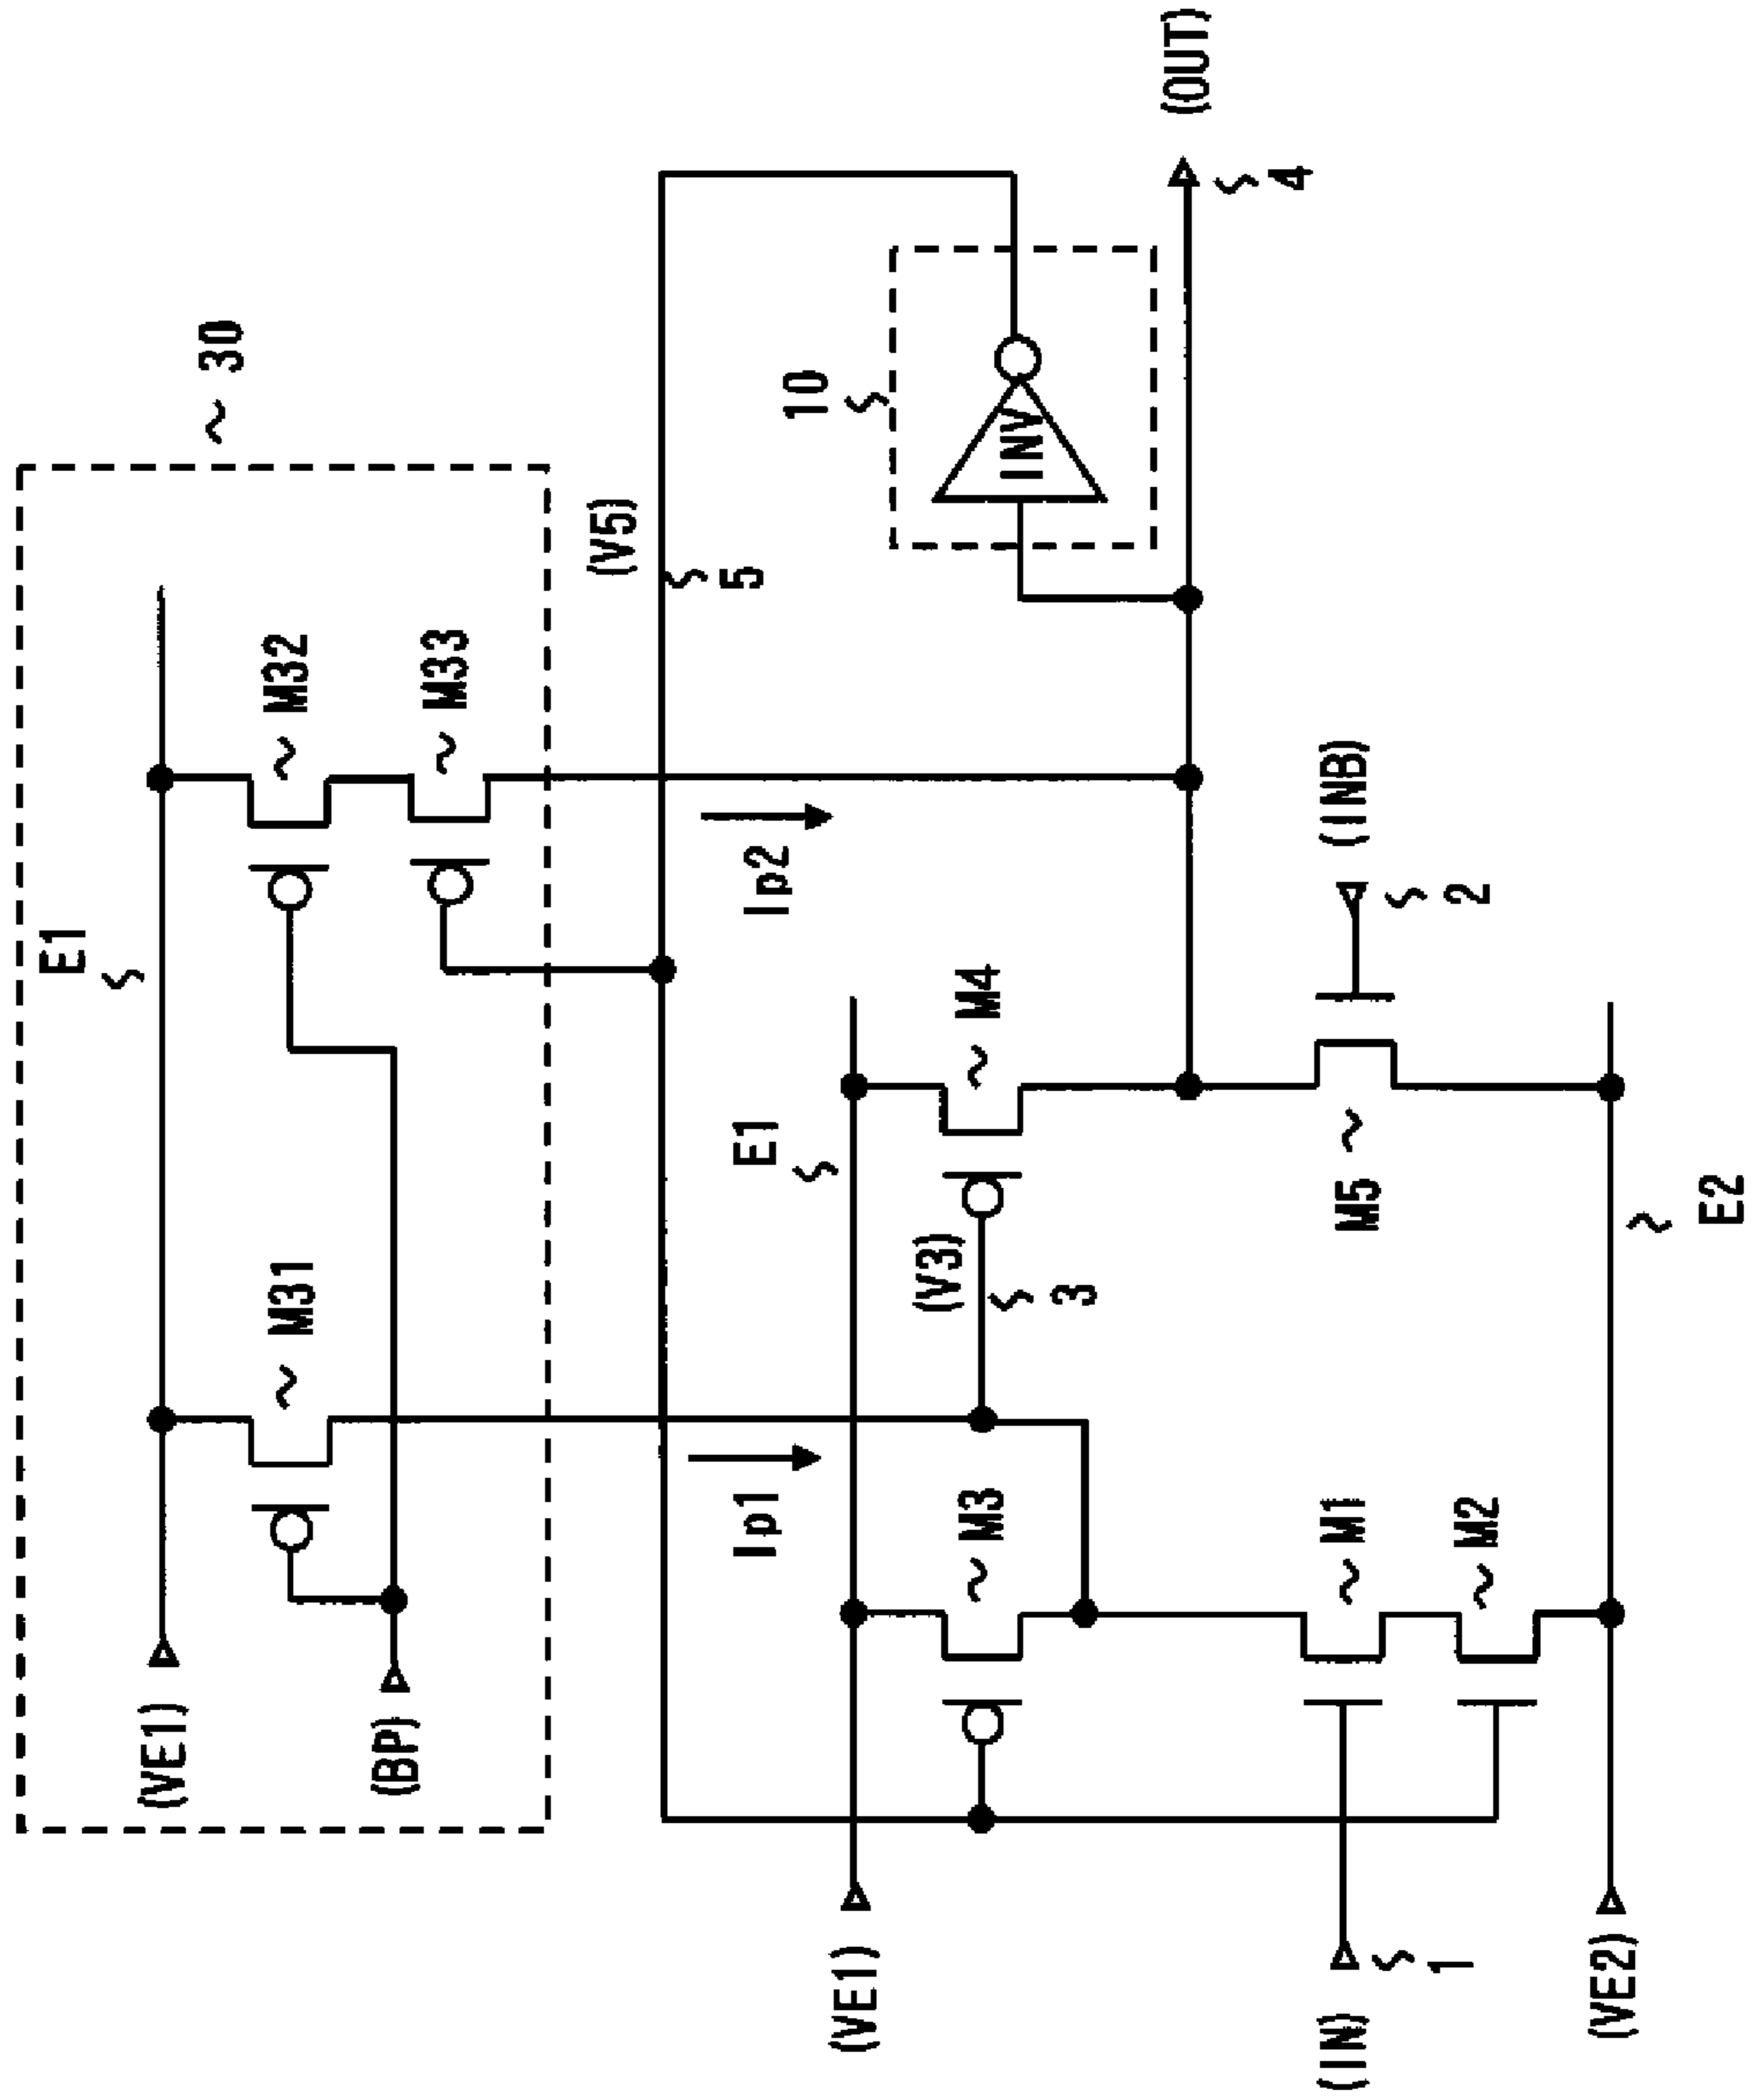 E1
~ 30
(VE1)
~ M31
~ M32
(BP)
~ M33
(V5)
5
Ip1
Ip2
10
(VE1)
E1
~ M3
(V3)
3
~ M4
INV
(OUT)
4
(IN)
1
~ M1
M5 ~
(INB)
2
~ M2
(VE2)
E2